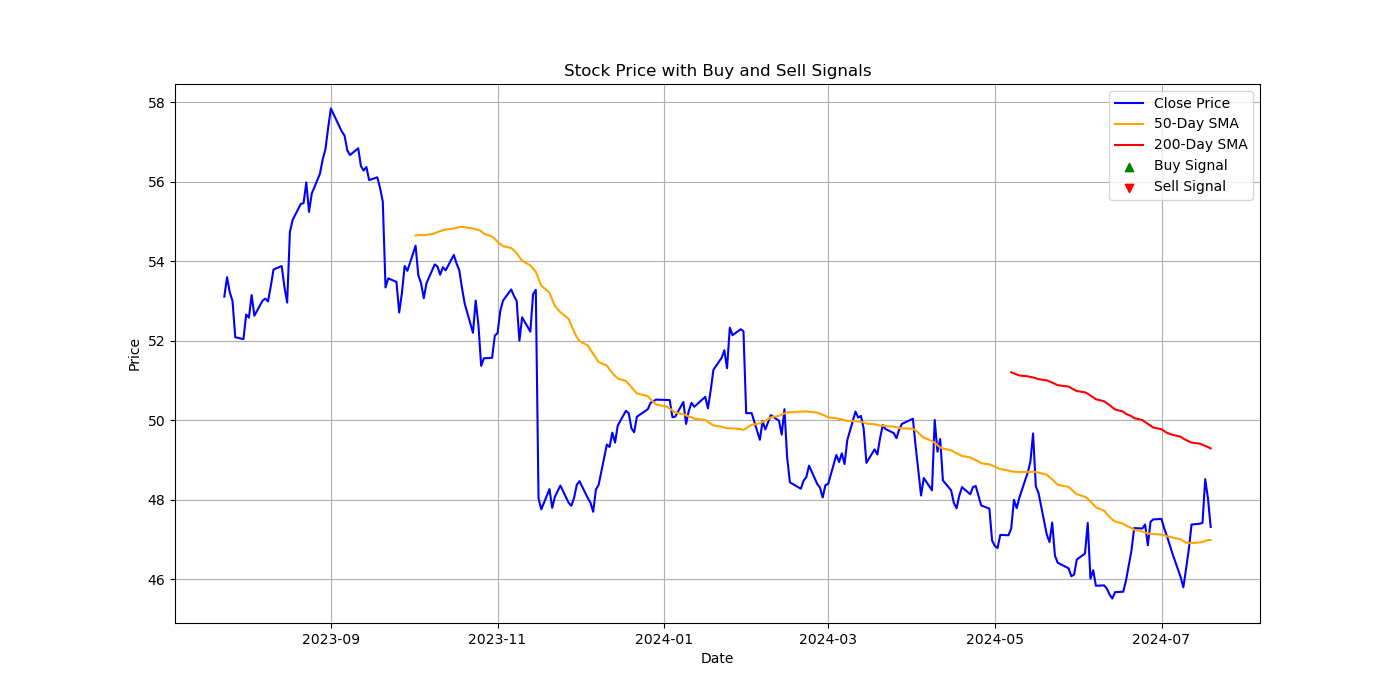 Stock Price with Buy and Sell Signals
Close Price
50-Day SMA
200-Day SMA
Buy Signal
Sell Signal
Price
58
56
54
52
50
48
46
2023-09
2023-11
2024-01
2024-03
2024-05
2024-07
Date